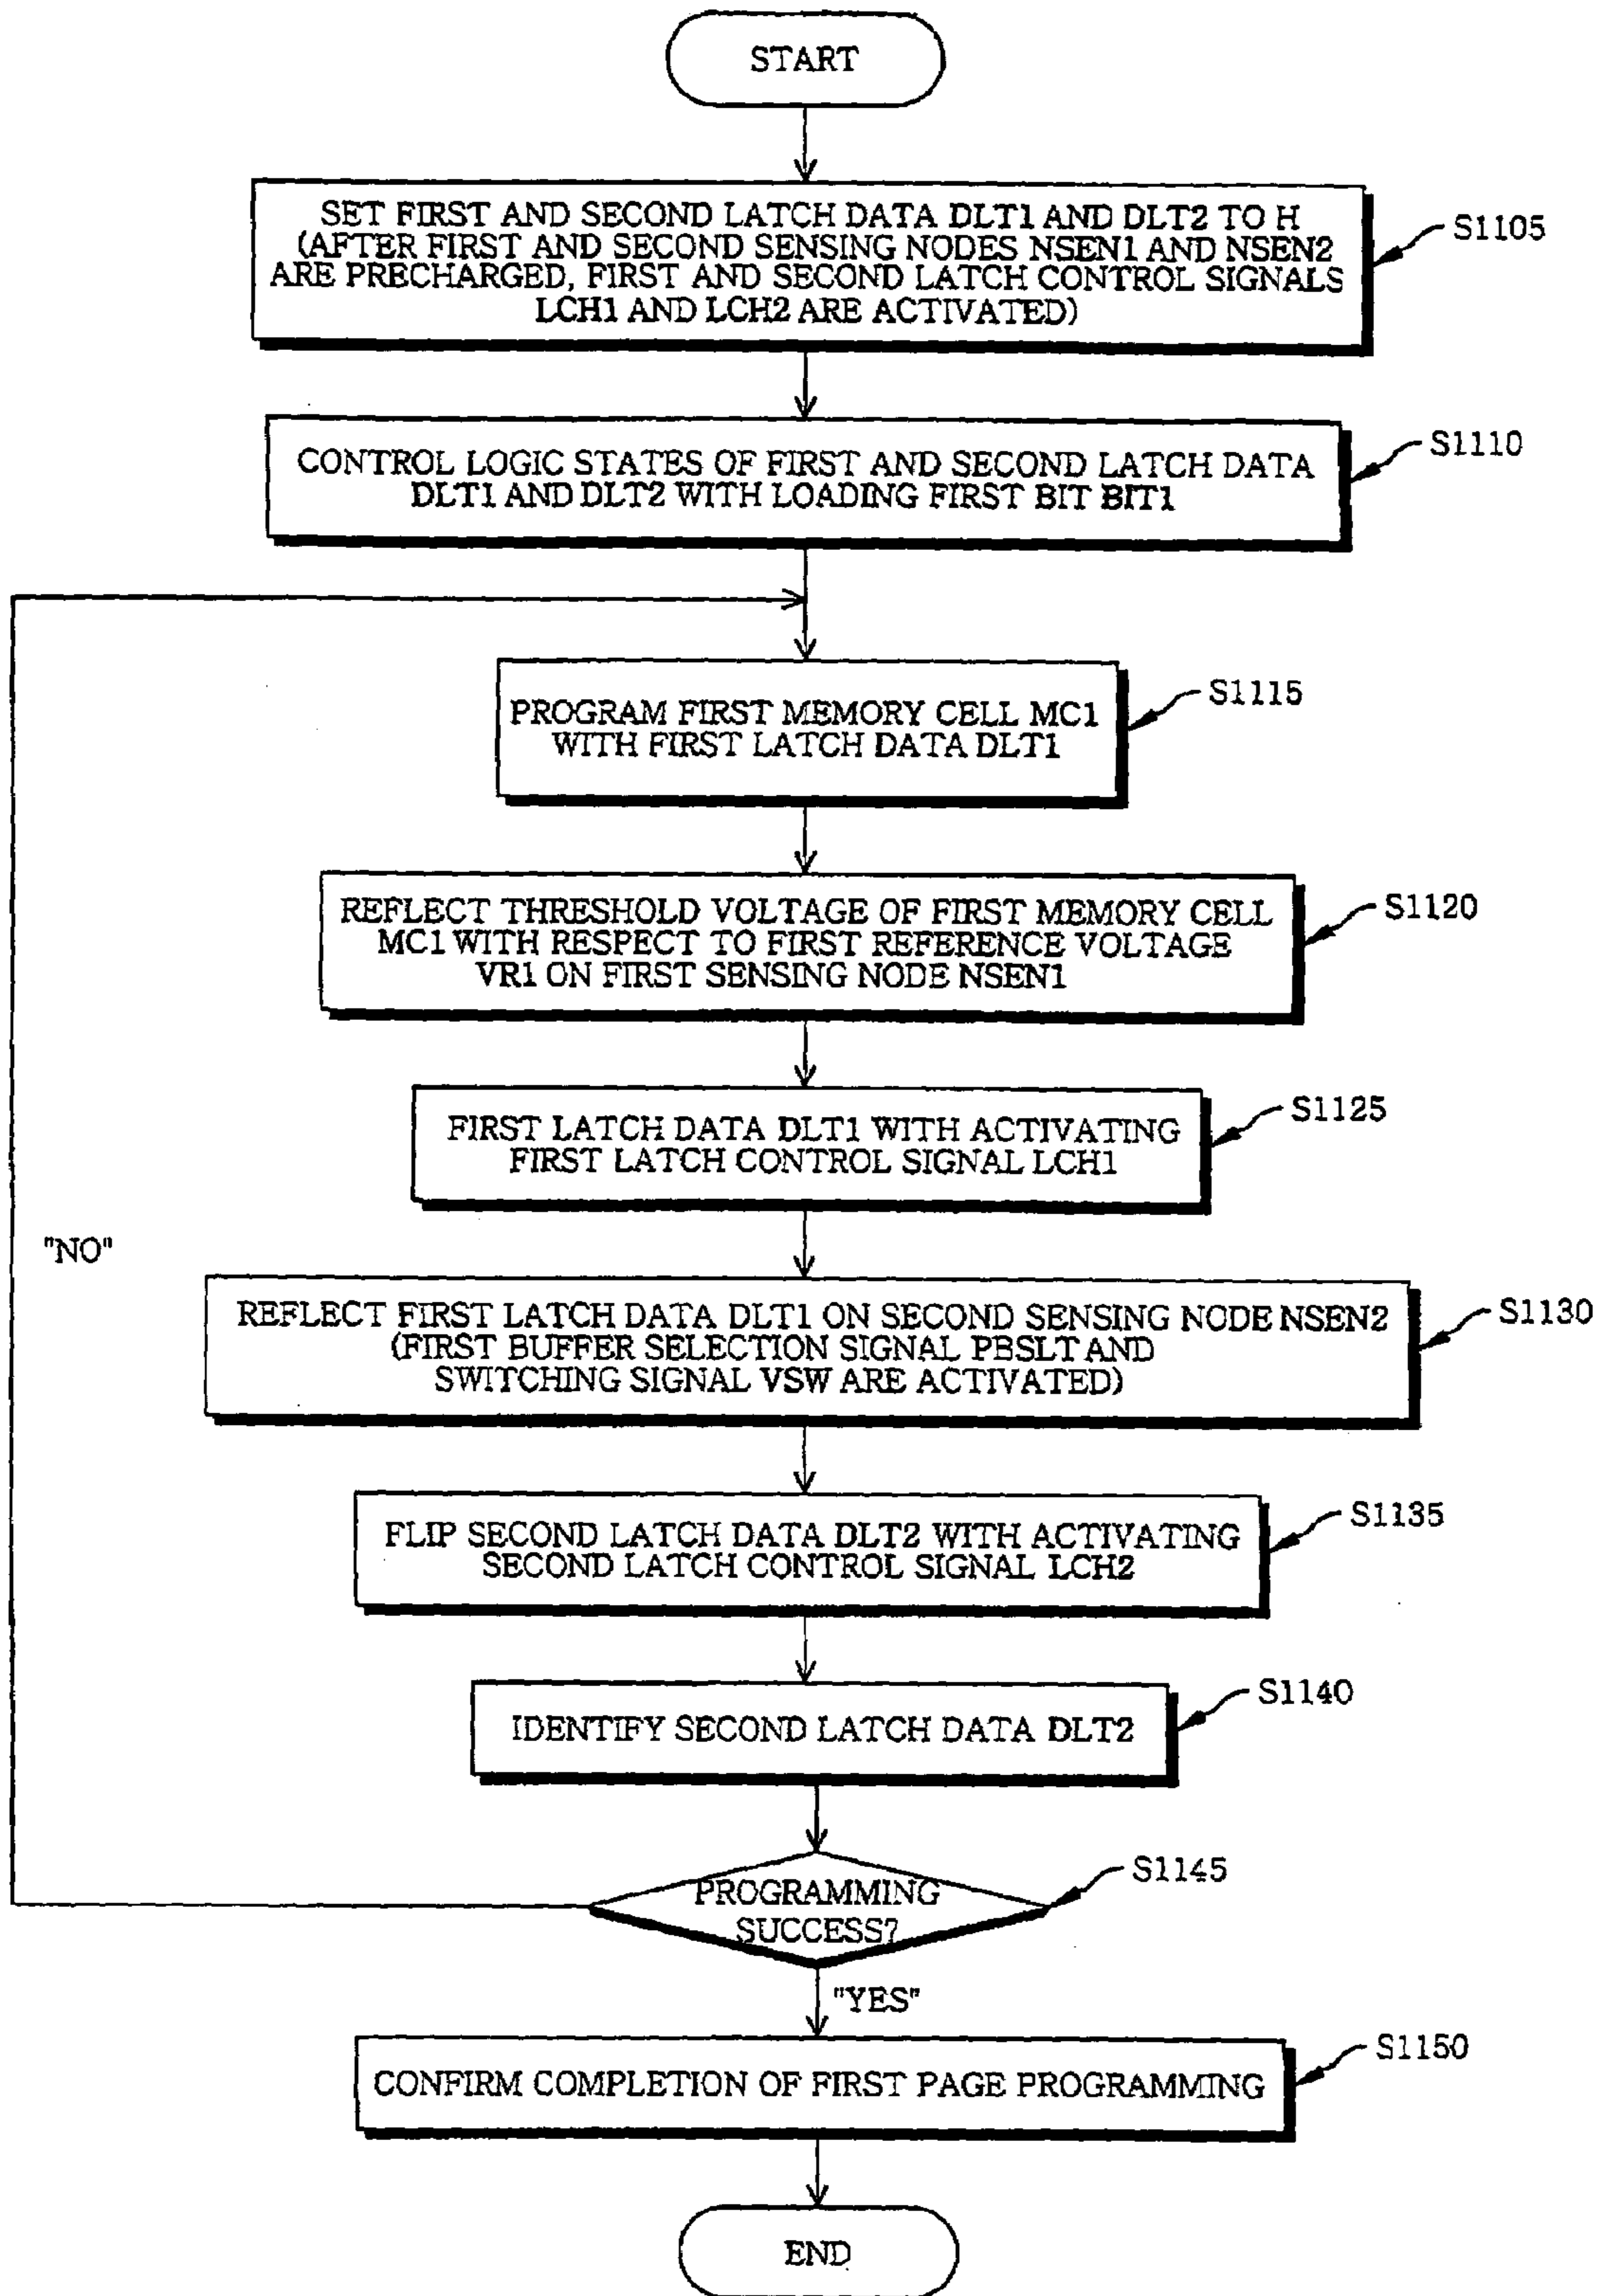 START
SET FIRST AND SECOND LATCH DATA DLT1 AND DLT2 TO H
(AFTER FIRST AND SECOND SENSING NODES NSEN1 AND NSEN2
ARE PRECHARGED, FIRST AND SECOND LATCH CONTROL SIGNALS
LCH1 AND LCH2 ARE ACTIVATED)
S1105
CONTROL LOGIC STATES OF FIRST AND SECOND LATCH DATA
DLT1 AND DLT2 WITH LOADING FIRST BIT BIT1
S1110
PROGRAM FIRST MEMORY CELL MC1
WITH FIRST LATCH DATA DLT1
S1115
REFLECT THRESHOLD VOLTAGE OF FIRST MEMORY CELL
MC1 WITH RESPECT TO FIRST REFERENCE VOLTAGE
VR1 ON FIRST SENSING NODE NSEN1
S1120
FIRST LATCH DATA DLT1 WITH ACTIVATING
FIRST LATCH CONTROL SIGNAL LCH1
S1125
"NO"
REFLECT FIRST LATCH DATA DLT1 ON SECOND SENSING NODE NSEN2
(FIRST BUFFER SELECTION SIGNAL PBSLT AND
SWITCHING SIGNAL VSW ARE ACTIVATED)
S1130
FLIP SECOND LATCH DATA DLT2 WITH ACTIVATING
SECOND LATCH CONTROL SIGNAL LCH2
S1135
IDENTIFY SECOND LATCH DATA DLT2
S1140
PROGRAMMING
SUCCESS?
S1145
"YES"
CONFIRM COMPLETION OF FIRST PAGE PROGRAMMING
S1150
END